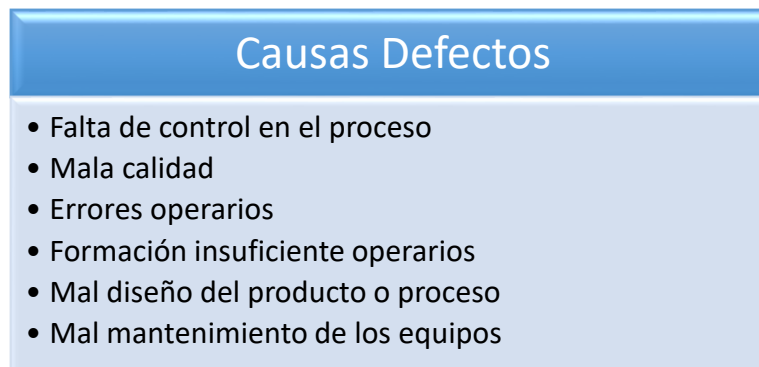 Causas Defectos
• Falta de control en el proceso
• Mala calidad
• Errores operarios
• Formación insuficiente operarios
• Mal diseño del producto o proceso
• Mal mantenimiento de los equipos